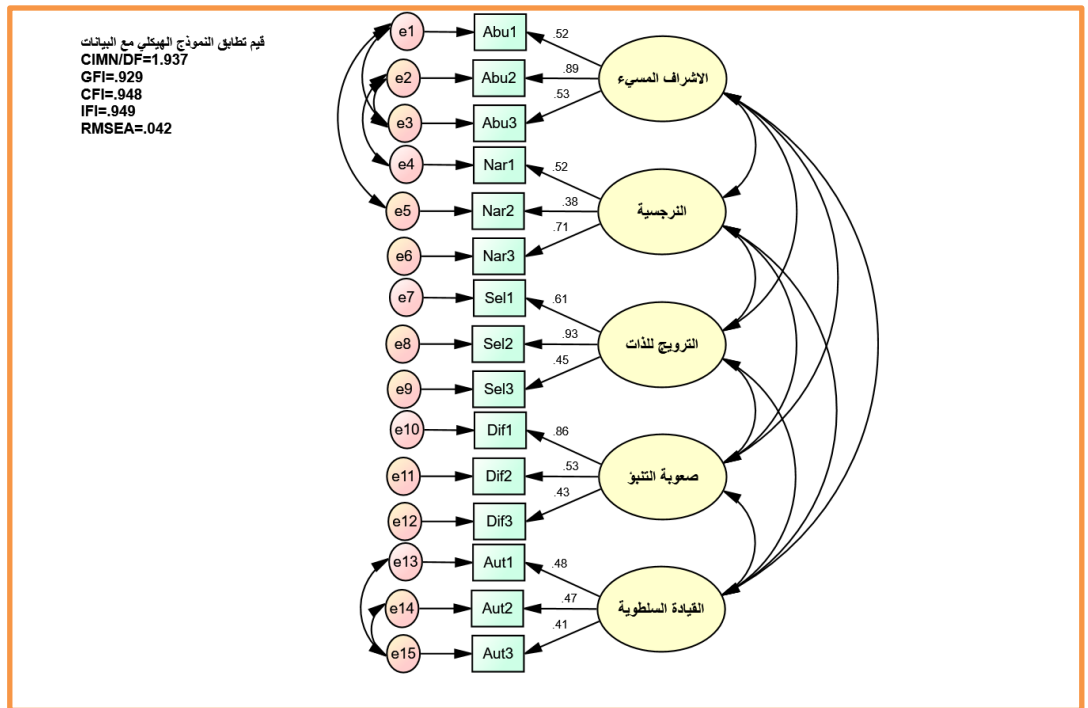 قيم تطابق النموذج الهيكلي مع البيانات
CIMN/DF=1.937
GFI=.929
CFI=.948
IFI=.949
RMSEA=.042
e1 Abu1 .52
e2 Abu2 .89 الاشراف المسيء
e3 Abu3 .53
e4 Nar1 .52
e5 Nar2 .38 النرجسية
e6 Nar3 .71
e7 Sel1 .61
e8 Sel2 .93 الترويج للذات
e9 Sel3 .45
e10 Dif1 .86
e11 Dif2 .53 صعوبة التنبؤ
e12 Dif3 .43
e13 Aut1 .48
e14 Aut2 .47 القيادة السلطوية
e15 Aut3 .41